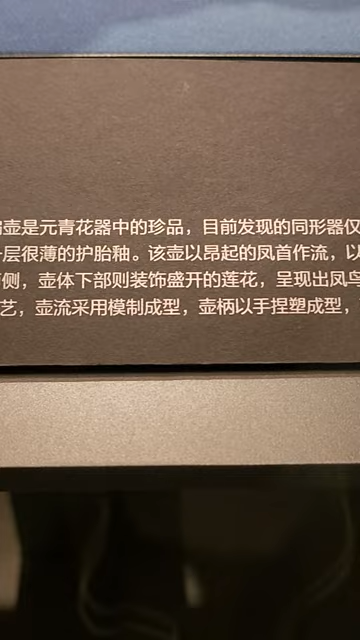 壶是元青花器中的珍品，目前发现的同形器仅
层很薄的护胎釉。该壶以昂起的凤首作流，以
侧，壶体下部则装饰盛开的莲花，呈现出凤鸟
艺，壶流采用模制成型，壶柄以手捏塑成型，